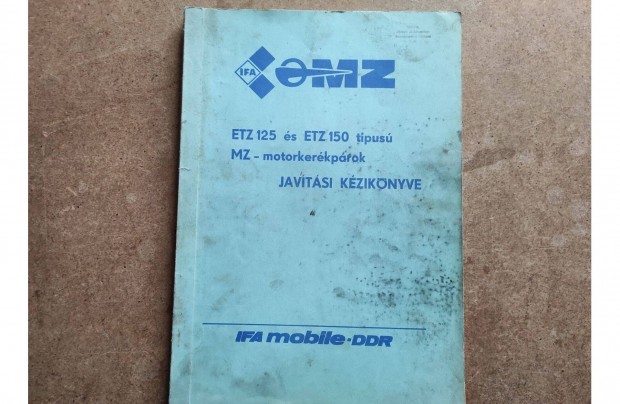 IFA MZ
ETZ 125 és ETZ 150 típusú
MZ - motorkerékpárok
JAVÍTÁSI KÉZIKÖNYVE
IFA mobile-DDR